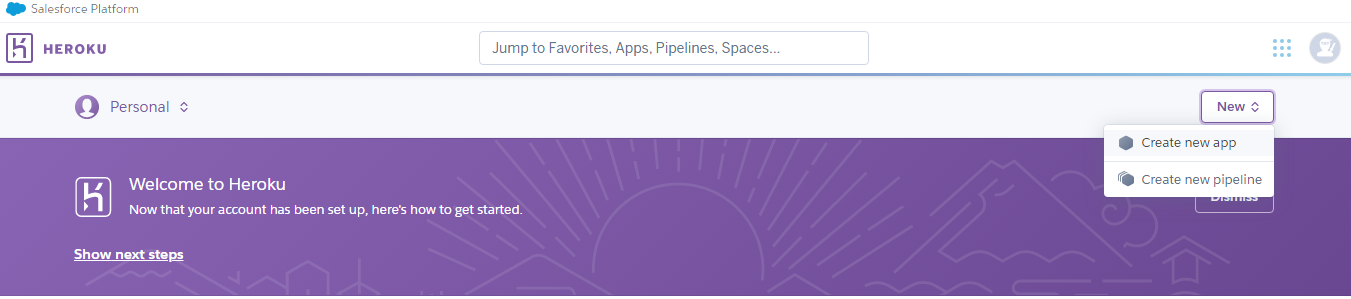 Salesforce Platform
HEROKU
Jump to Favorites, Apps, Pipelines, Spaces...
Personal
New
Create new app
Create new pipeline
Dismiss
Welcome to Heroku
Now that your account has been set up, here's how to get started.
Show next steps